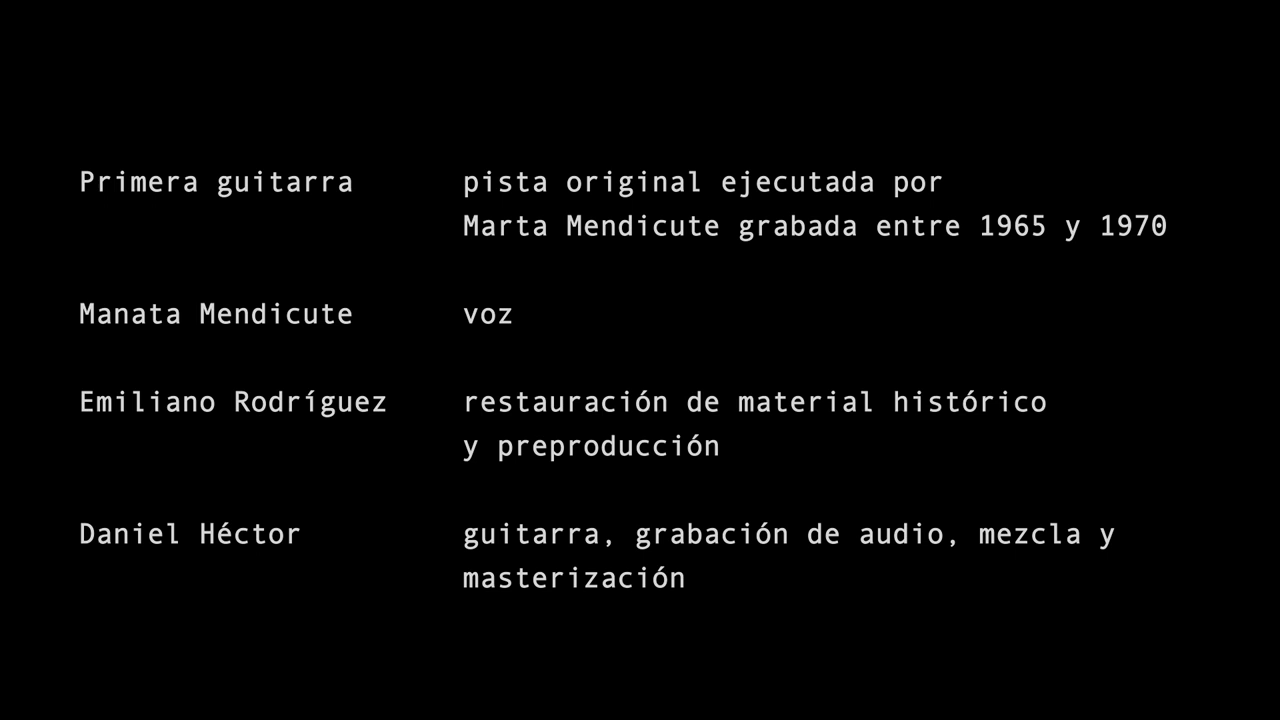 Primera guitarra
pista original ejecutada por
Marta Mendicute grabada entre 1965 y 1970
Manata Mendicute
voz
Emiliano Rodríguez
restauración de material histórico
y preproducción
Daniel Héctor
guitarra, grabación de audio, mezcla y
masterización